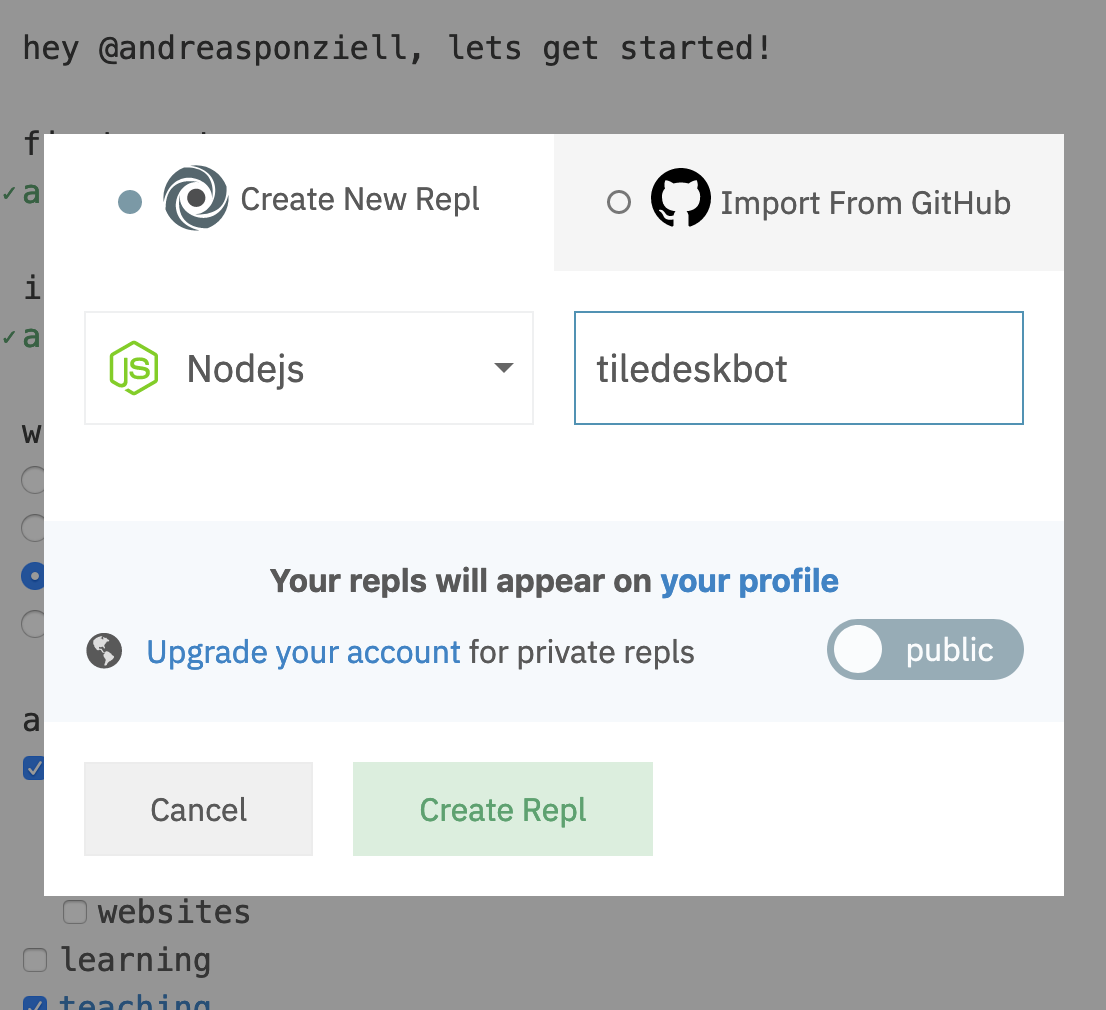 hey @andreasponziell, lets get started!
Create New Repl
Import From GitHub
Nodejs
tiledeskbot
Your repls will appear on your profile
Upgrade your account for private repls
public
Cancel
Create Repl
websites
learning
teaching